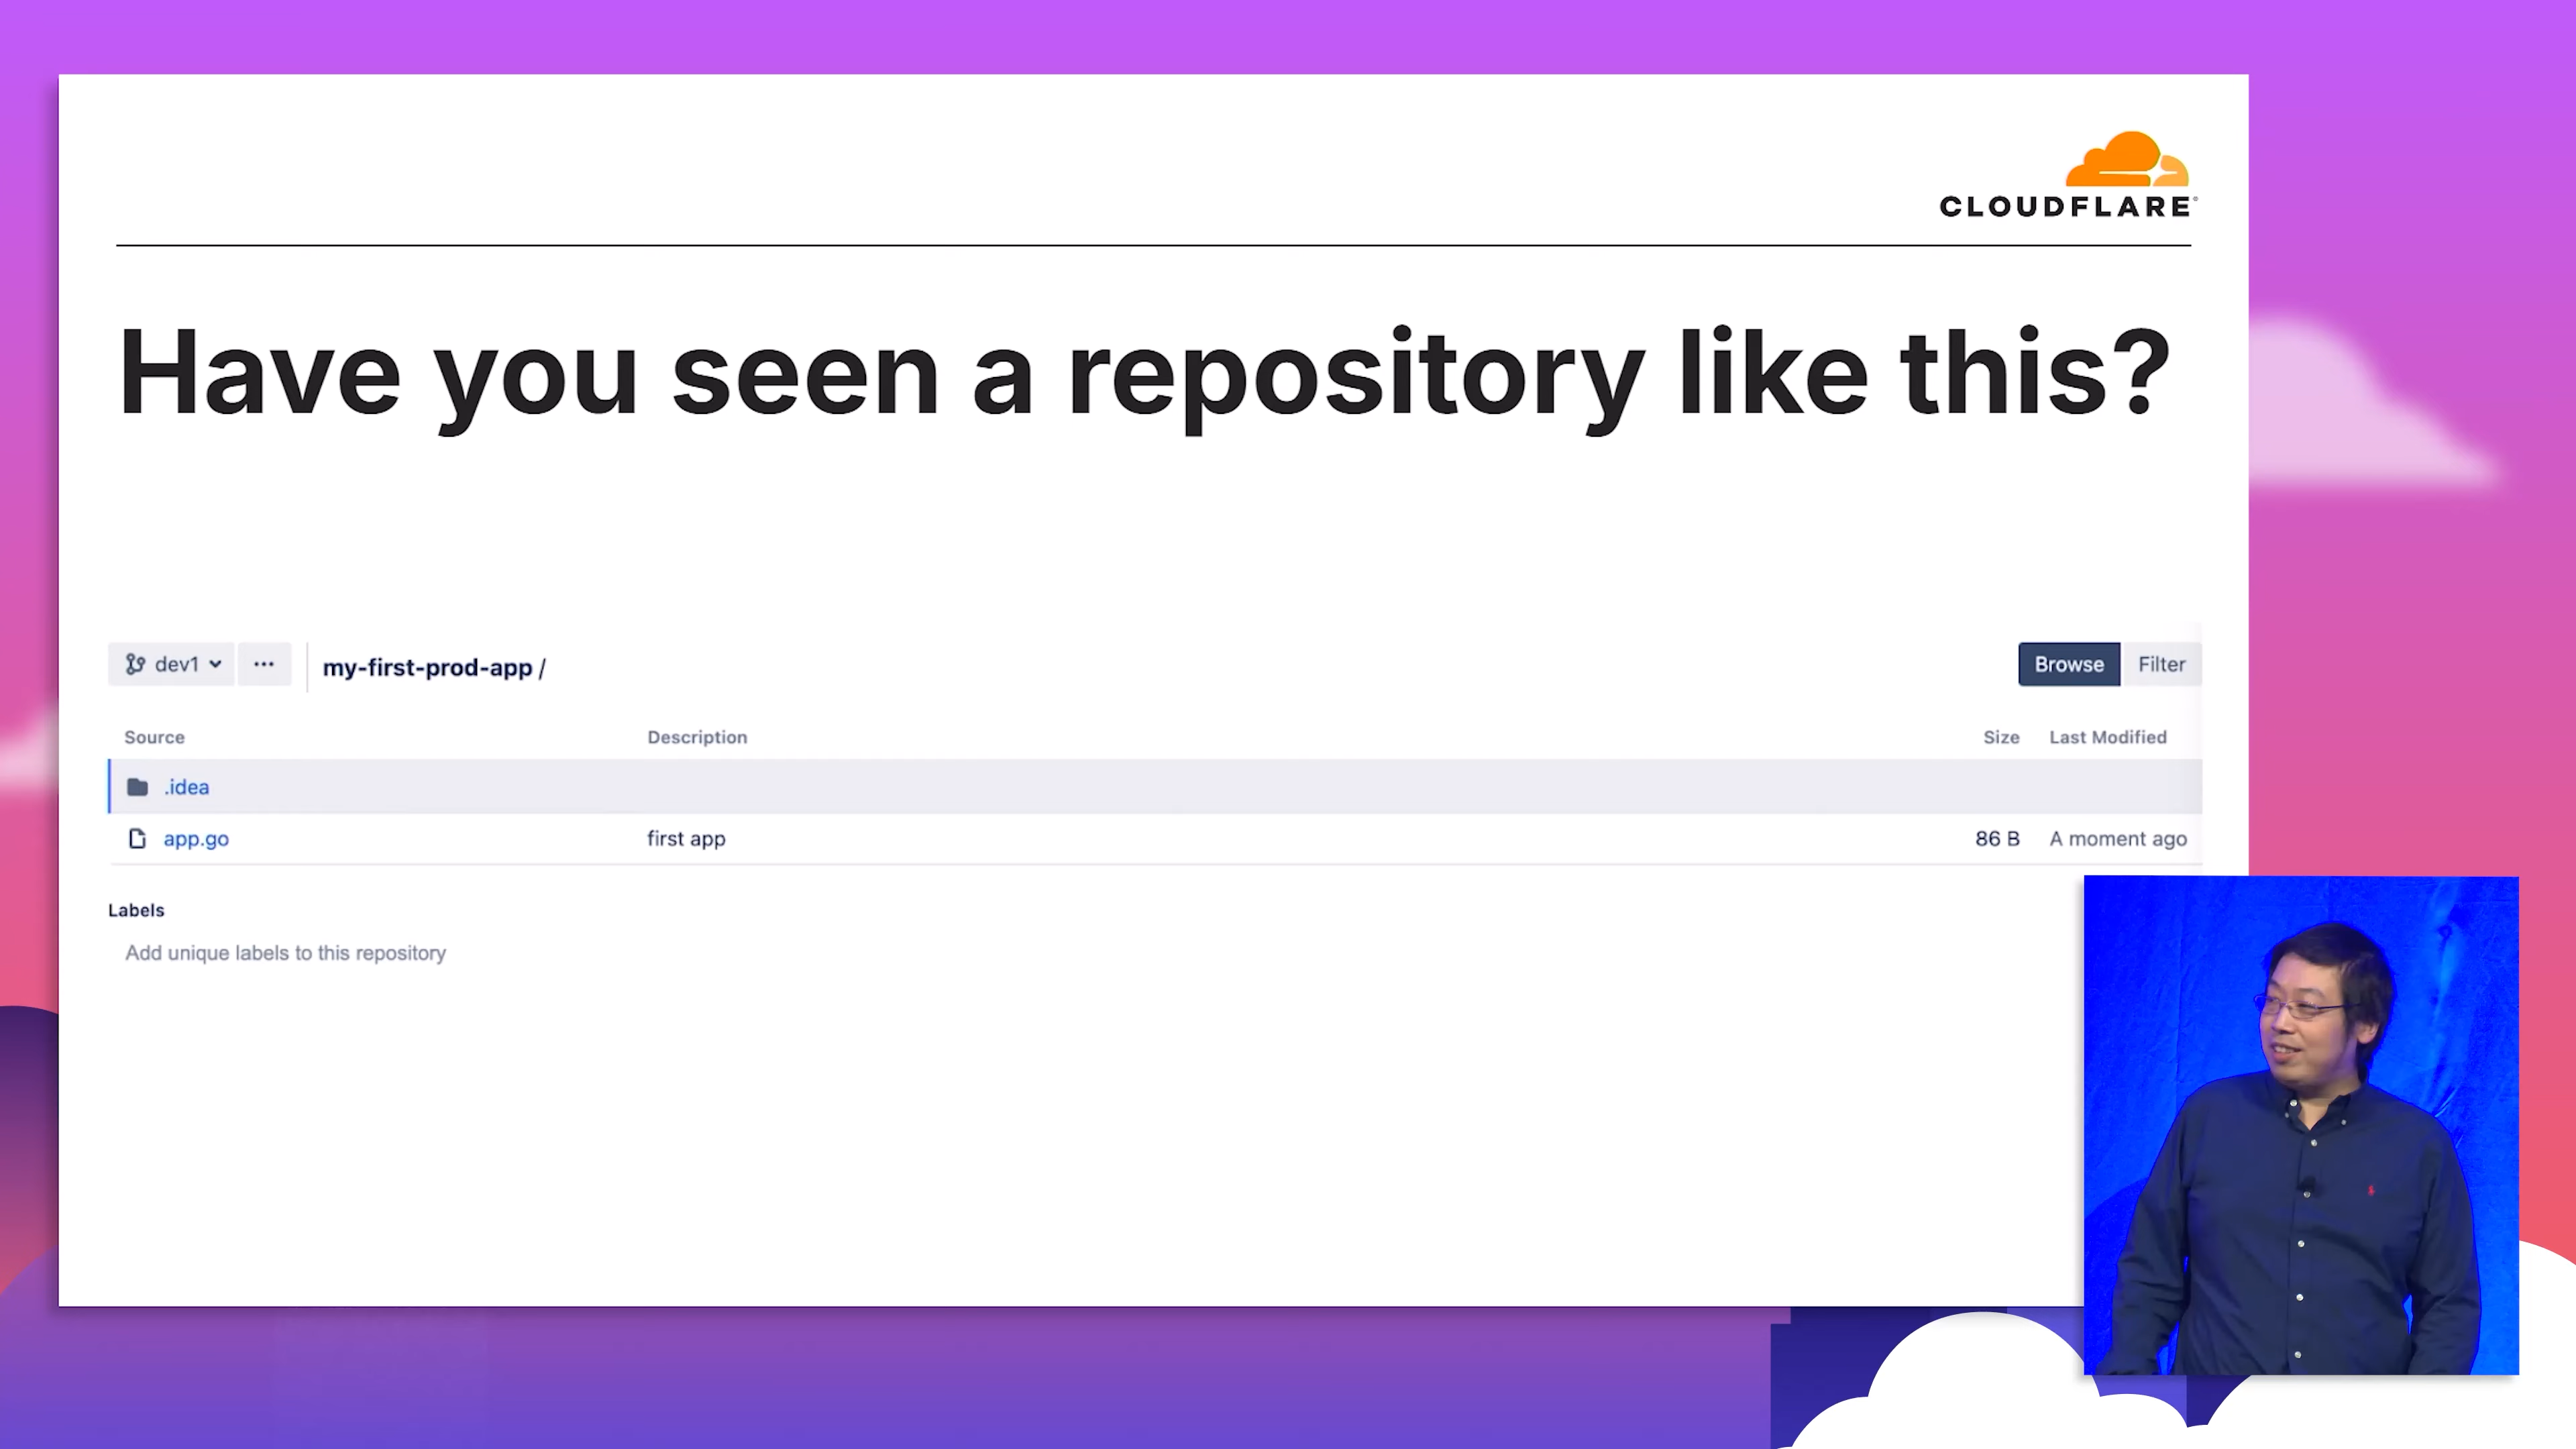 CLOUDFLARE
Have you seen a repository like this?
dev1
my-first-prod-app /
Browse
Filter
Source
Description
Size
Last Modified
.idea
app.go
first app
86 B
A moment ago
Labels
Add unique labels to this repository